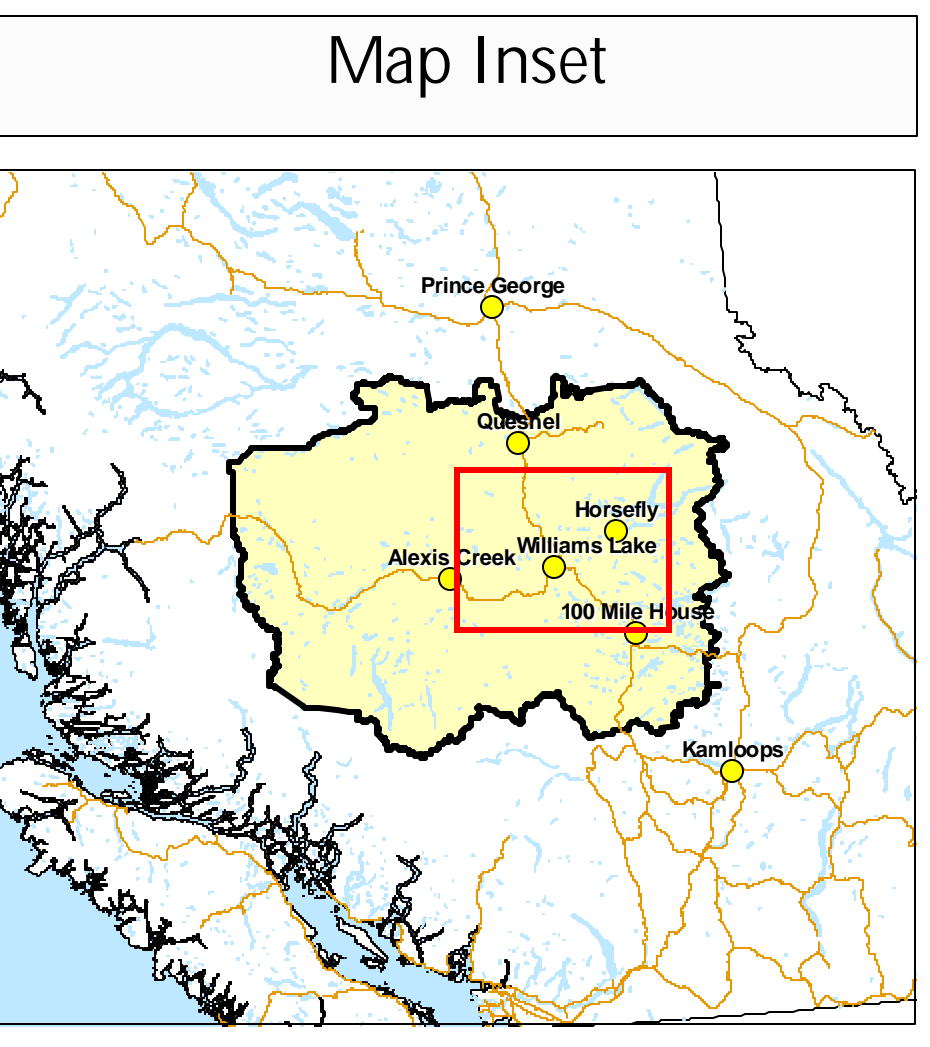 Map Inset
Prince George
Quesnel
Horsefly
Williams Lake
Alexis Creek
100 Mile House
Kamloops